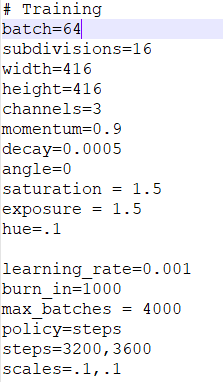 # Training
batch=64
subdivisions=16
width=416
height=416
channels=3
momentum=0.9
decay=0.0005
angle=0
saturation = 1.5
exposure = 1.5
hue=.1

learning_rate=0.001
burn_in=1000
max_batches = 4000
policy=steps
steps=3200,3600
scales=.1,.1